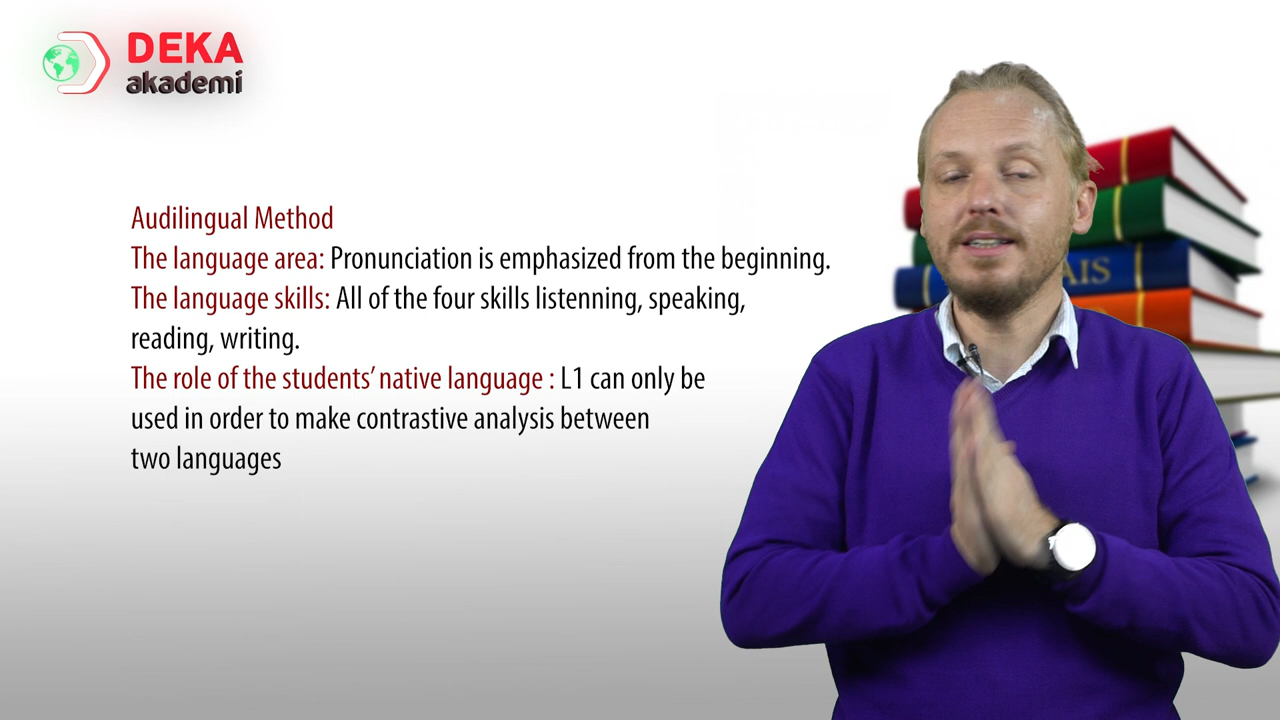 DEKA
akademi
Audilingual Method
The language area: Pronunciation is emphasized from the beginning.
The language skills: All of the four skills listenning, speaking,
reading, writing.
The role of the students’ native language : L1 can only be
used in order to make contrastive analysis between
two languages
AIS